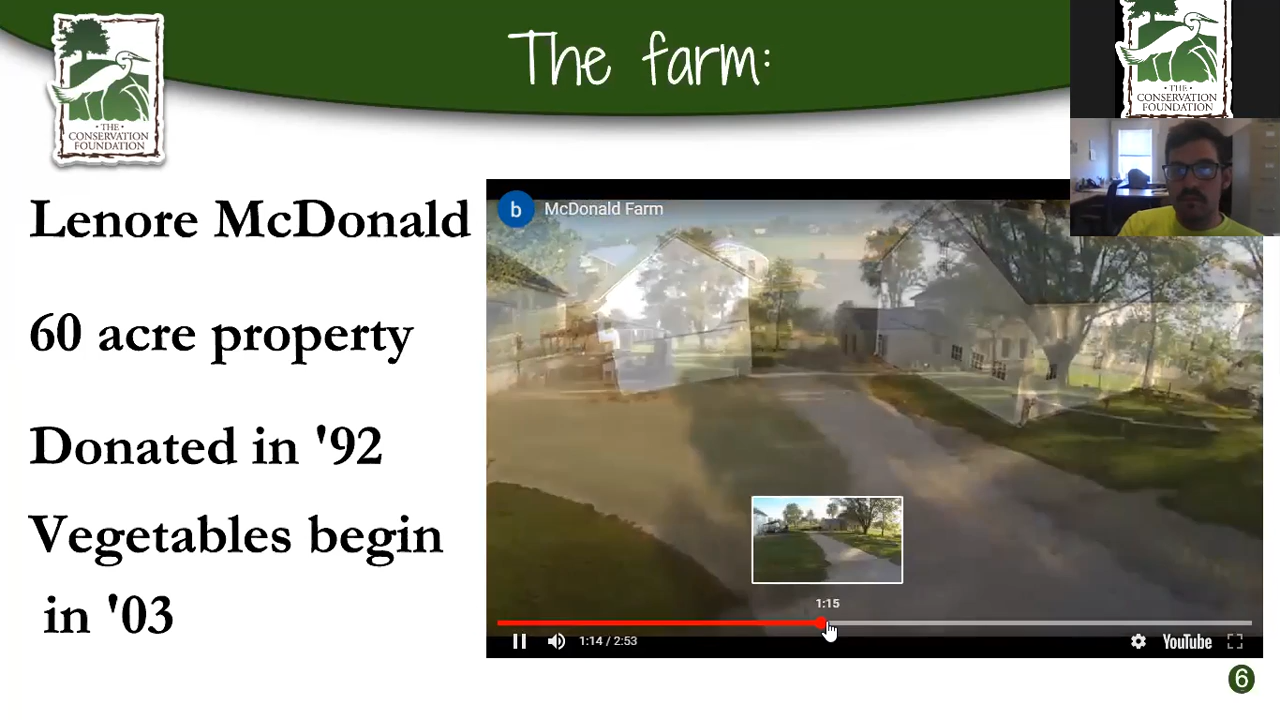 The farm:
• THE •
CONSERVATION
FOUNDATION
THE
CONSERVATION
FOUNDATION
Lenore McDonald
60 acre property
Donated in '92
Vegetables begin
in '03
b McDonald Farm
1:15
1:14 / 2:53
YouTube
6